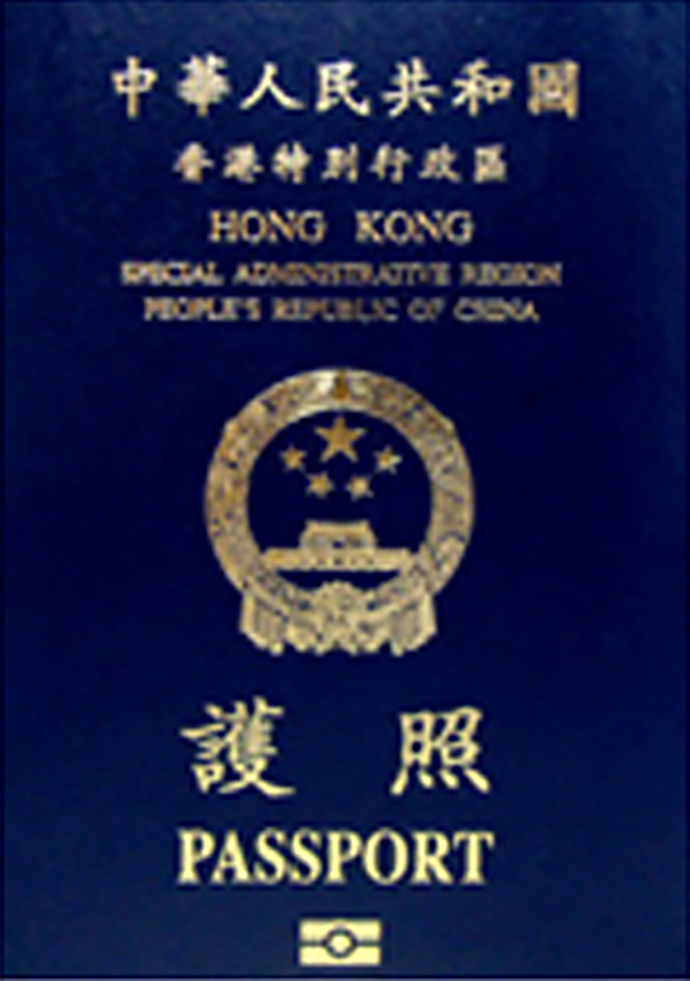 中華人民共和國
香港特別行政區
HONG KONG
SPECIAL ADMINISTRATIVE REGION
PEOPLE'S REPUBLIC OF CHINA
護照
PASSPORT